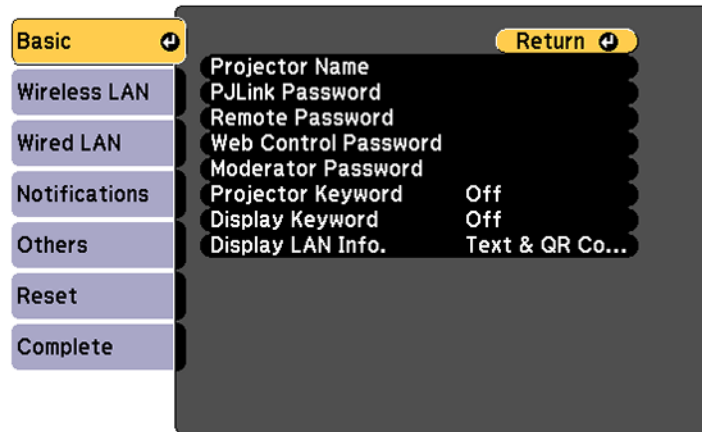 Basic
Wireless LAN
Wired LAN
Notifications
Others
Reset
Complete
Return
Projector Name
PJLink Password
Remote Password
Web Control Password
Moderator Password
Projector Keyword Off
Display Keyword Off
Display LAN Info. Text & QR Co...